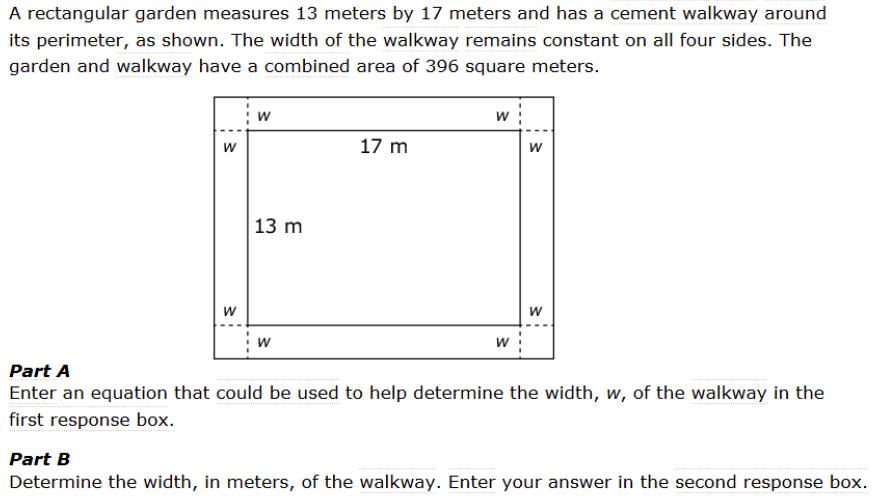 A rectangular garden measures 13 meters by 17 meters and has a cement walkway around
its perimeter, as shown. The width of the walkway remains constant on all four sides. The
garden and walkway have a combined area of 396 square meters.
w w
w 17 m w
13 m
w w
w w
Part A
Enter an equation that could be used to help determine the width, w, of the walkway in the
first response box.
Part B
Determine the width, in meters, of the walkway. Enter your answer in the second response box.